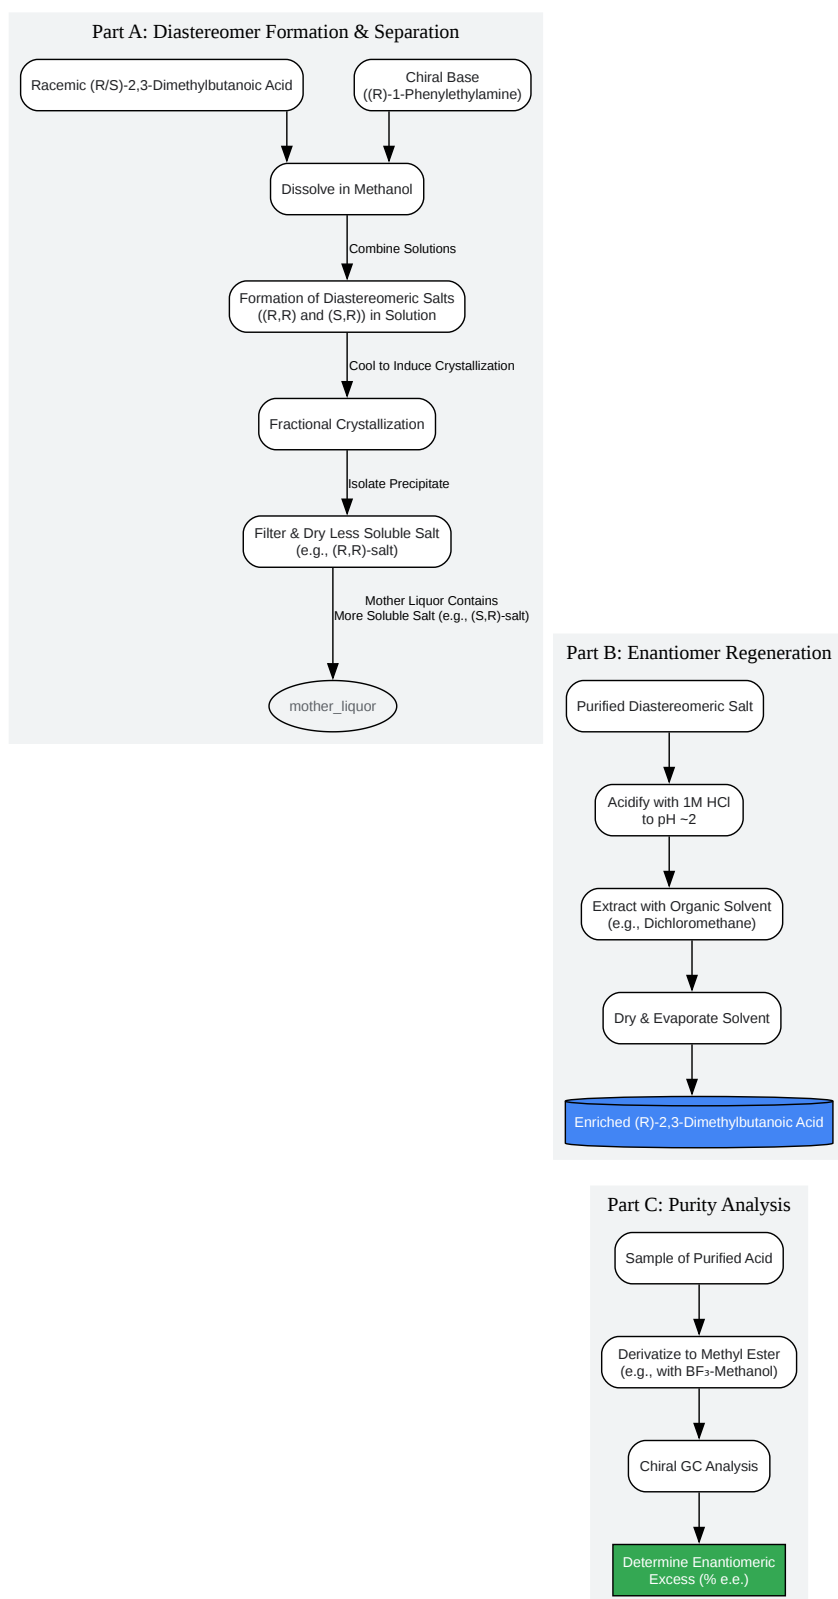 Part A: Diastereomer Formation & Separation
Racemic (R/S)-2,3-Dimethylbutanoic Acid
Chiral Base
((R)-1-Phenylethylamine)
Dissolve in Methanol
Combine Solutions
Formation of Diastereomeric Salts
((R,R) and (S,R)) in Solution
Cool to Induce Crystallization
Fractional Crystallization
Isolate Precipitate
Filter & Dry Less Soluble Salt
(e.g., (R,R)-salt)
Mother Liquor Contains
More Soluble Salt (e.g., (S,R)-salt)
mother_liquor
Part B: Enantiomer Regeneration
Purified Diastereomeric Salt
Acidify with 1M HCl
to pH ~2
Extract with Organic Solvent
(e.g., Dichloromethane)
Dry & Evaporate Solvent
Enriched (R)-2,3-Dimethylbutanoic Acid
Part C: Purity Analysis
Sample of Purified Acid
Derivatize to Methyl Ester
(e.g., with BF₃-Methanol)
Chiral GC Analysis
Determine Enantiomeric
Excess (% e.e.)